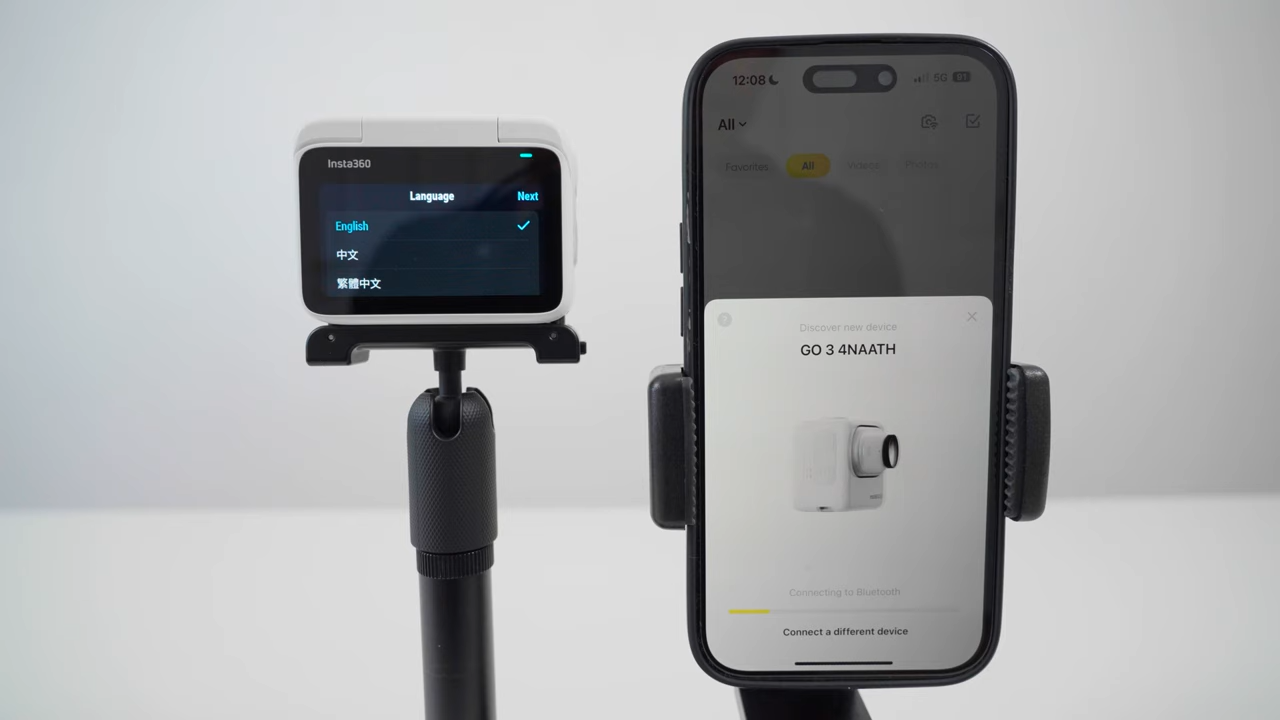 Insta360
Language
Next
English
中文
繁體中文
12:08
5G
All
Favorites
All
Videos
Photos
Discover new device
GO 3 4NAATH
Connecting to Bluetooth
Connect a different device